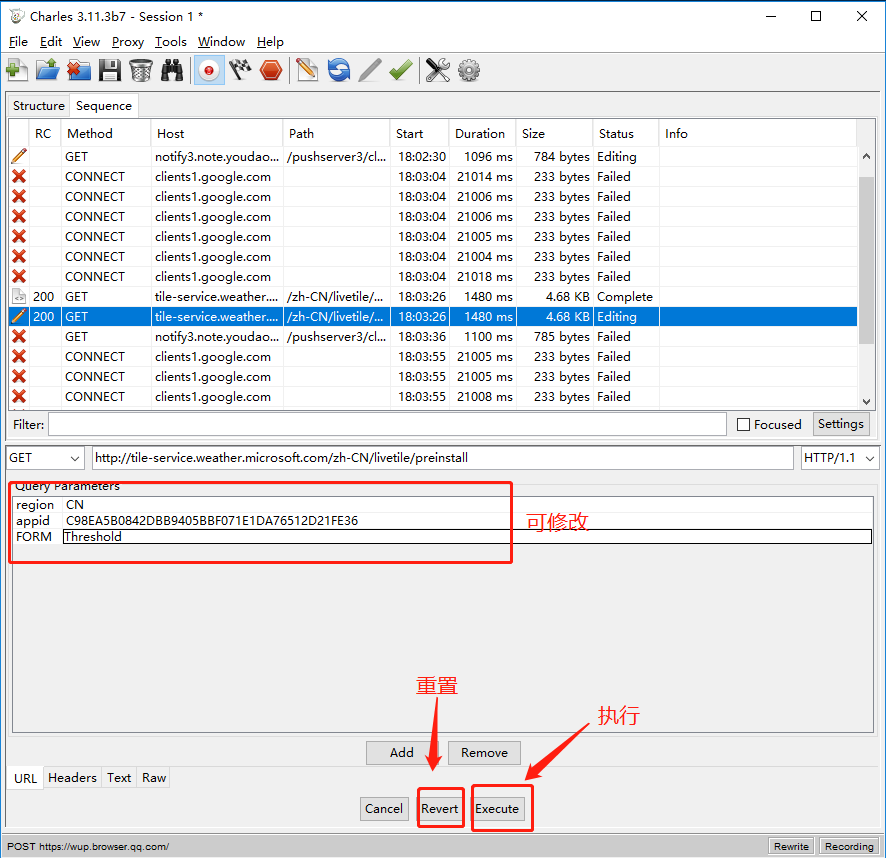 Charles 3.11.3b7 - Session 1 *
File Edit View Proxy Tools Window Help
Structure Sequence
RC Method Host Path Start Duration Size Status Info
GET notify3.note.youdao... /pushserver3/cl... 18:02:30 1096 ms 784 bytes Editing
CONNECT clients1.google.com 18:03:04 21014 ms 233 bytes Failed
CONNECT clients1.google.com 18:03:04 21006 ms 233 bytes Failed
CONNECT clients1.google.com 18:03:04 21006 ms 233 bytes Failed
CONNECT clients1.google.com 18:03:04 21005 ms 233 bytes Failed
CONNECT clients1.google.com 18:03:04 21004 ms 233 bytes Failed
CONNECT clients1.google.com 18:03:04 21018 ms 233 bytes Failed
200 GET tile-service.weather.... /zh-CN/livetile/... 18:03:26 1480 ms 4.68 KB Complete
200 GET tile-service.weather.... /zh-CN/livetile/... 18:03:26 1480 ms 4.68 KB Editing
GET notify3.note.youdao... /pushserver3/cl... 18:03:36 1100 ms 785 bytes Failed
CONNECT clients1.google.com 18:03:55 21005 ms 233 bytes Failed
CONNECT clients1.google.com 18:03:55 21005 ms 233 bytes Failed
CONNECT clients1.google.com 18:03:55 21008 ms 233 bytes Failed
Filter: Focused Settings
GET http://tile-service.weather.microsoft.com/zh-CN/livetile/preinstall HTTP/1.1
Query Parameters
region CN
appid C98EA5B0842DBB9405BBF071E1DA76512D21FE36
FORM Threshold
可修改
重置
执行
Add Remove
URL Headers Text Raw
Cancel Revert Execute
POST https://wup.browser.qq.com/ Rewrite Recording